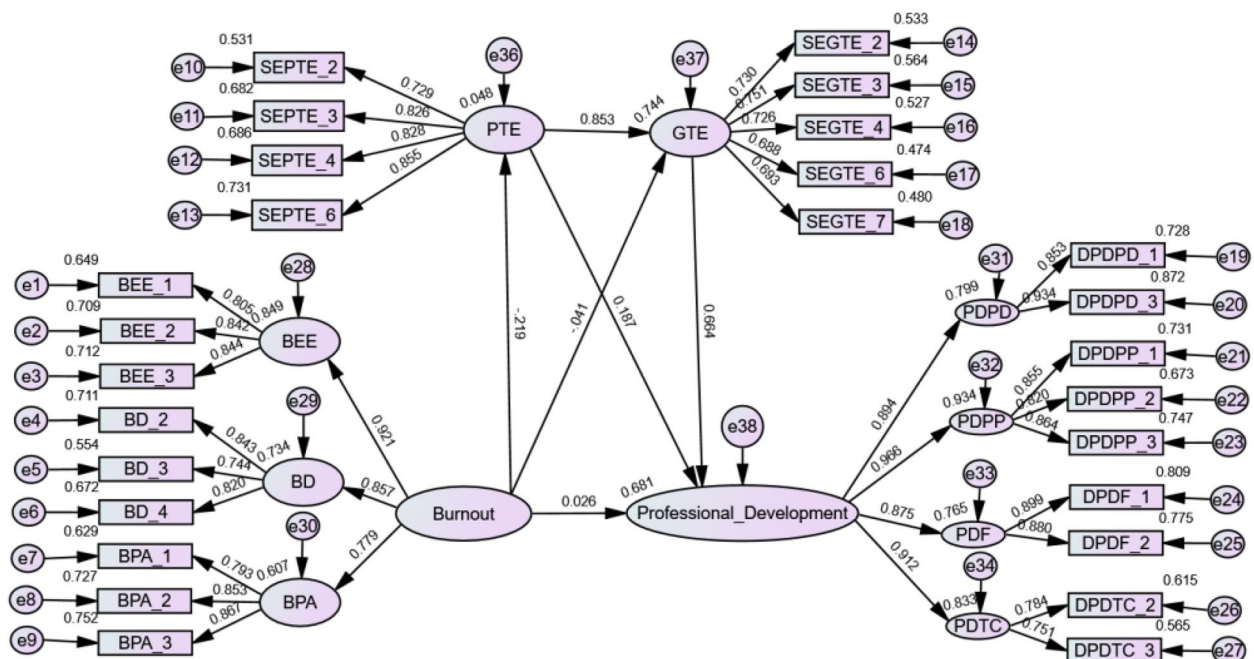 0.531
e10
SEPTE_2
0.682
e11
SEPTE_3
0.686
e12
SEPTE_4
0.731
e13
SEPTE_6
0.729
0.826
0.828
0.855
e36
0.048
PTE
0.853
e37
0.744
GTE
0.730
0.751
0.726
0.688
0.693
0.533
SEGTE_2
e14
0.564
SEGTE_3
e15
0.527
SEGTE_4
e16
0.474
SEGTE_6
e17
0.480
SEGTE_7
e18
0.649
e1
BEE_1
0.709
e2
BEE_2
0.712
e3
BEE_3
0.805
0.842
0.844
e28
0.849
BEE
0.711
e4
BD_2
0.554
e5
BD_3
0.672
e6
BD_4
0.843
0.744
0.820
e29
0.734
BD
0.629
e7
BPA_1
0.727
e8
BPA_2
0.752
e9
BPA_3
0.793
0.853
0.867
e30
0.607
BPA
0.921
0.857
0.779
Burnout
-.219
-.041
0.187
0.664
0.026
e38
0.681
Professional_Development
0.894
0.966
0.875
0.912
e31
0.799
PDPD
0.853
0.934
0.728
DPDPD_1
e19
0.872
DPDPD_3
e20
e32
0.934
PDPP
0.855
0.820
0.864
0.731
DPDPP_1
e21
0.673
DPDPP_2
e22
0.747
DPDPP_3
e23
e33
0.765
PDF
0.899
0.880
0.809
DPDF_1
e24
0.775
DPDF_2
e25
e34
0.833
PDTC
0.784
0.751
0.615
DPDTC_2
e26
0.565
DPDTC_3
e27